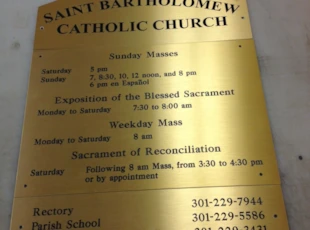 SAINT BARTHOLOMEW
CATHOLIC CHURCH
Sunday Masses
Saturday 5 pm
Sunday 7, 8:30, 10, 12 noon, and 8 pm
6 pm en Español
Exposition of the Blessed Sacrament
Monday to Saturday 7:30 to 8:00 am
Weekday Mass
Monday to Saturday 8 am
Sacrament of Reconciliation
Saturday Following 8 am Mass, from 3:30 to 4:30 pm
or by appointment
Rectory 301-229-7944
Parish School 301-229-5586